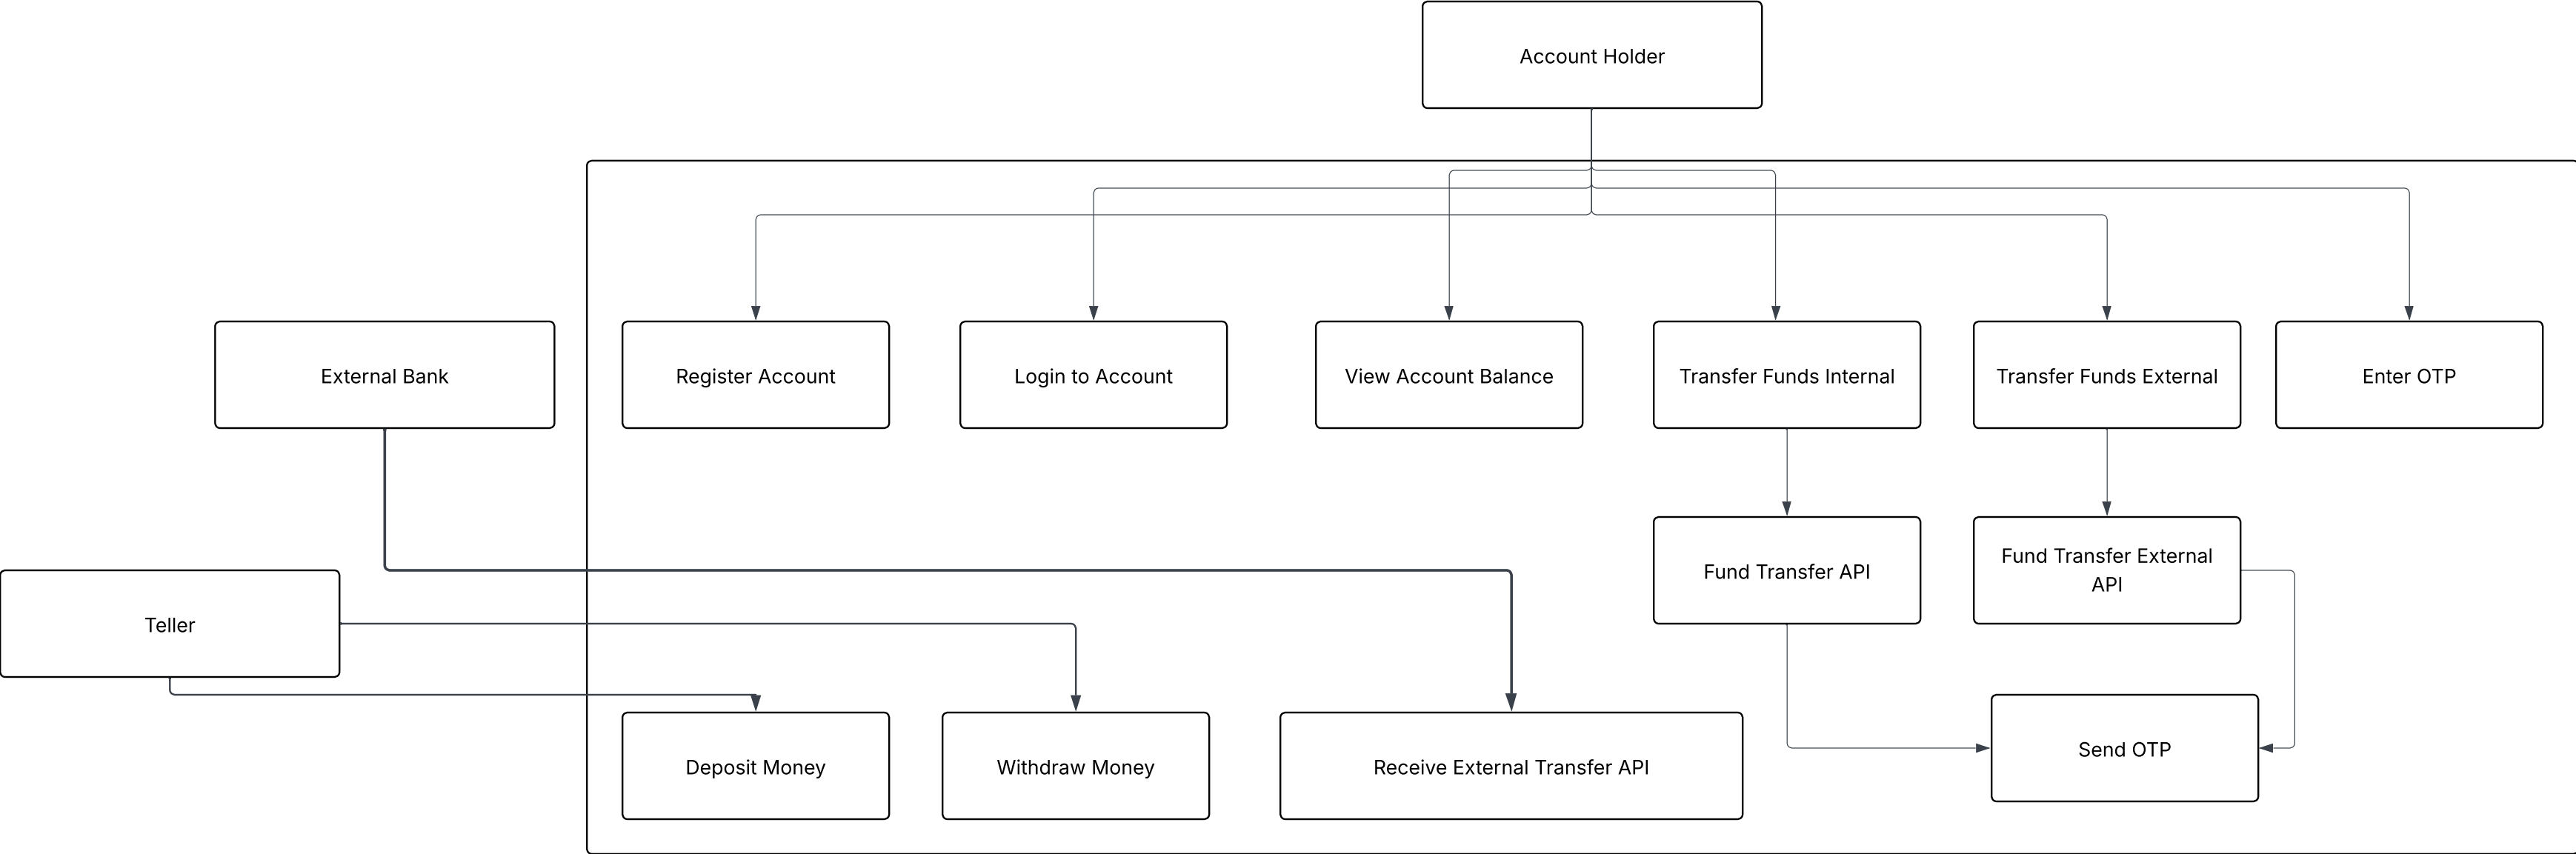 Account Holder
External Bank
Register Account
Login to Account
View Account Balance
Transfer Funds Internal
Transfer Funds External
Enter OTP
Fund Transfer API
Fund Transfer External
API
Teller
Deposit Money
Withdraw Money
Receive External Transfer API
Send OTP